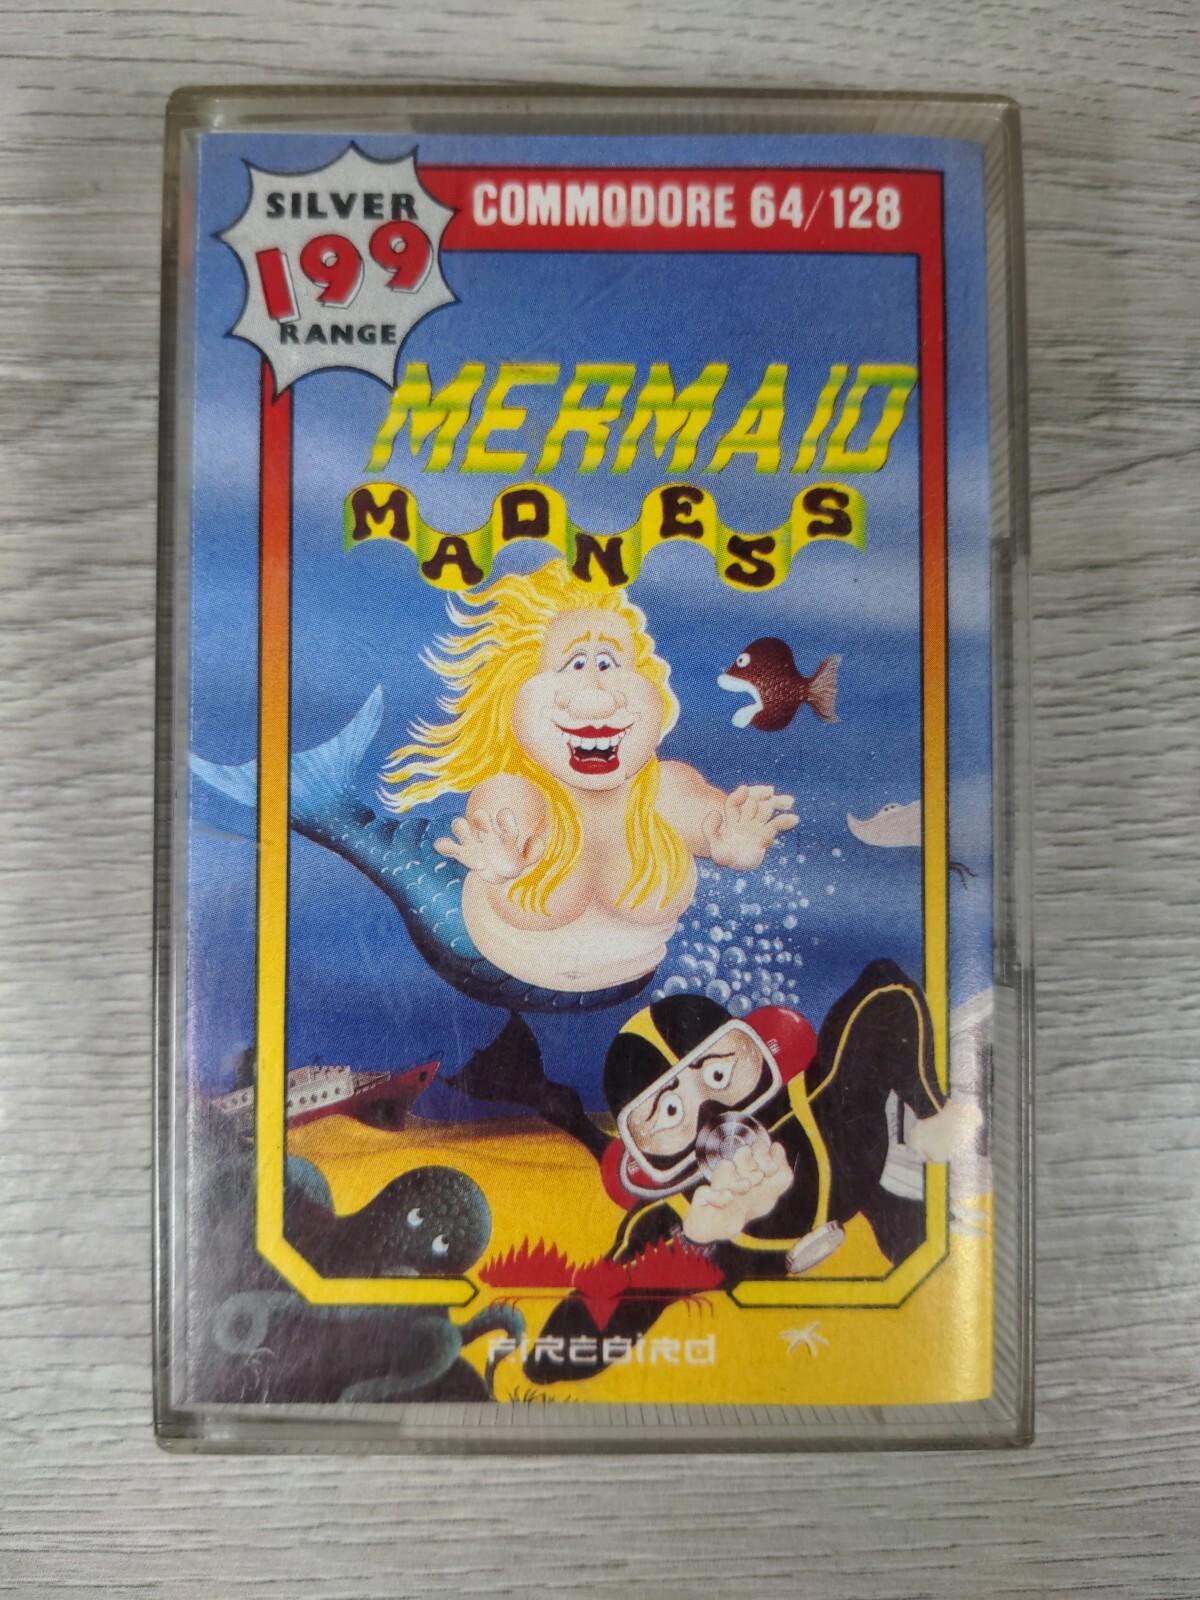 SILVER
199
RANGE
COMMODORE 64/128
MERMAID
MADNESS
FIREBIRD